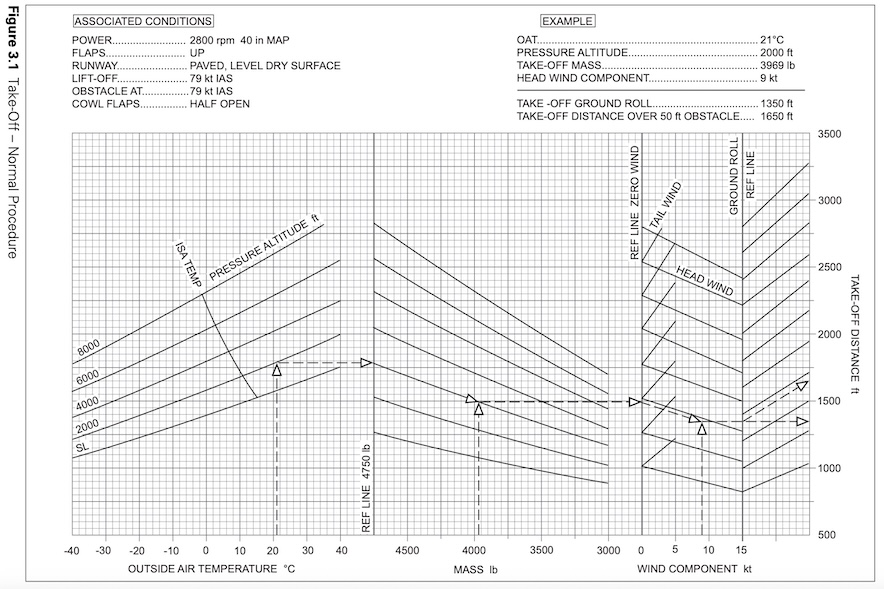 Figure 3.1 Take-Off – Normal Procedure
ASSOCIATED CONDITIONS
POWER.................. 2800 rpm 40 in MAP
FLAPS..................... UP
RUNWAY................. PAVED, LEVEL DRY SURFACE
LIFT-OFF................. 79 kt IAS
OBSTACLE AT......... 79 kt IAS
COWL FLAPS.......... HALF OPEN
EXAMPLE
OAT................................................................ 21°C
PRESSURE ALTITUDE................................. 2000 ft
TAKE-OFF MASS........................................... 3969 lb
HEAD WIND COMPONENT........................... 9 kt
TAKE -OFF GROUND ROLL.......................... 1350 ft
TAKE-OFF DISTANCE OVER 50 ft OBSTACLE..... 1650 ft
ISA TEMP
PRESSURE ALTITUDE ft
8000
6000
4000
2000
SL
REF LINE 4750 lb
REF LINE ZERO WIND
TAIL WIND
HEAD WIND
GROUND ROLL
REF LINE
3500
3000
2500
2000
1500
1000
500
TAKE-OFF DISTANCE ft
-40 -30 -20 -10 0 10 20 30 40 4500 4000 3500 3000 0 5 10 15
OUTSIDE AIR TEMPERATURE °C MASS lb WIND COMPONENT kt